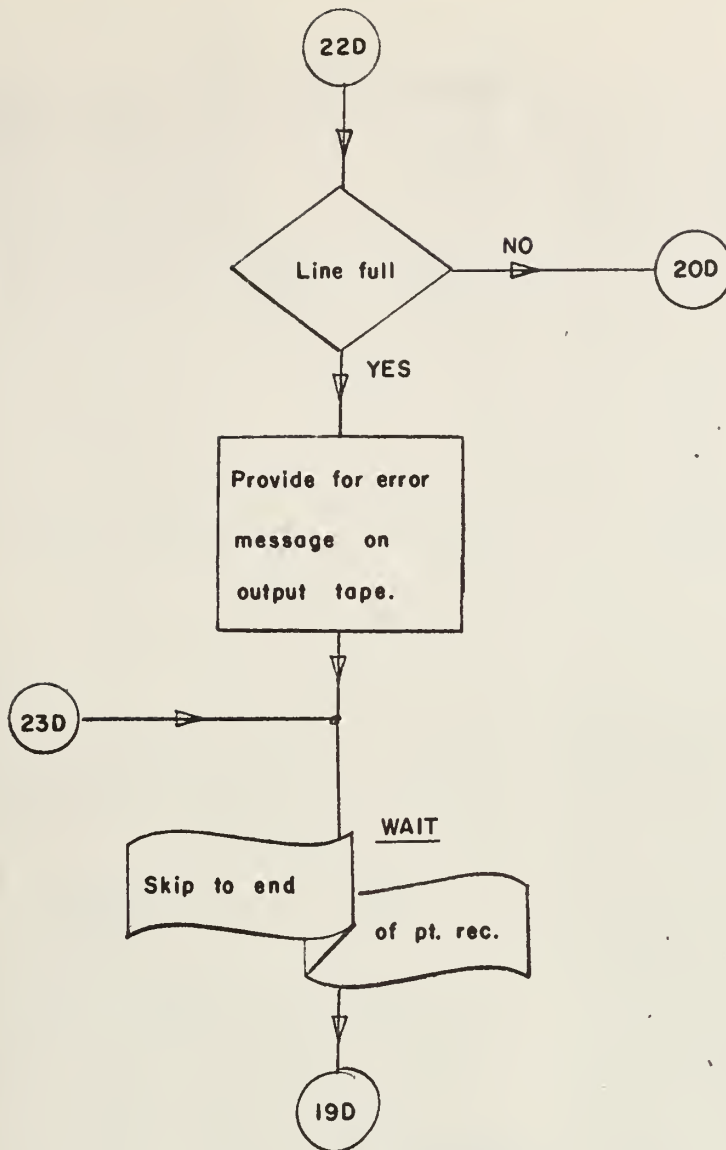 22D
Line full
NO
20D
YES
Provide for error
message on
output tape.
23D
WAIT
Skip to end
of pt. rec.
19D